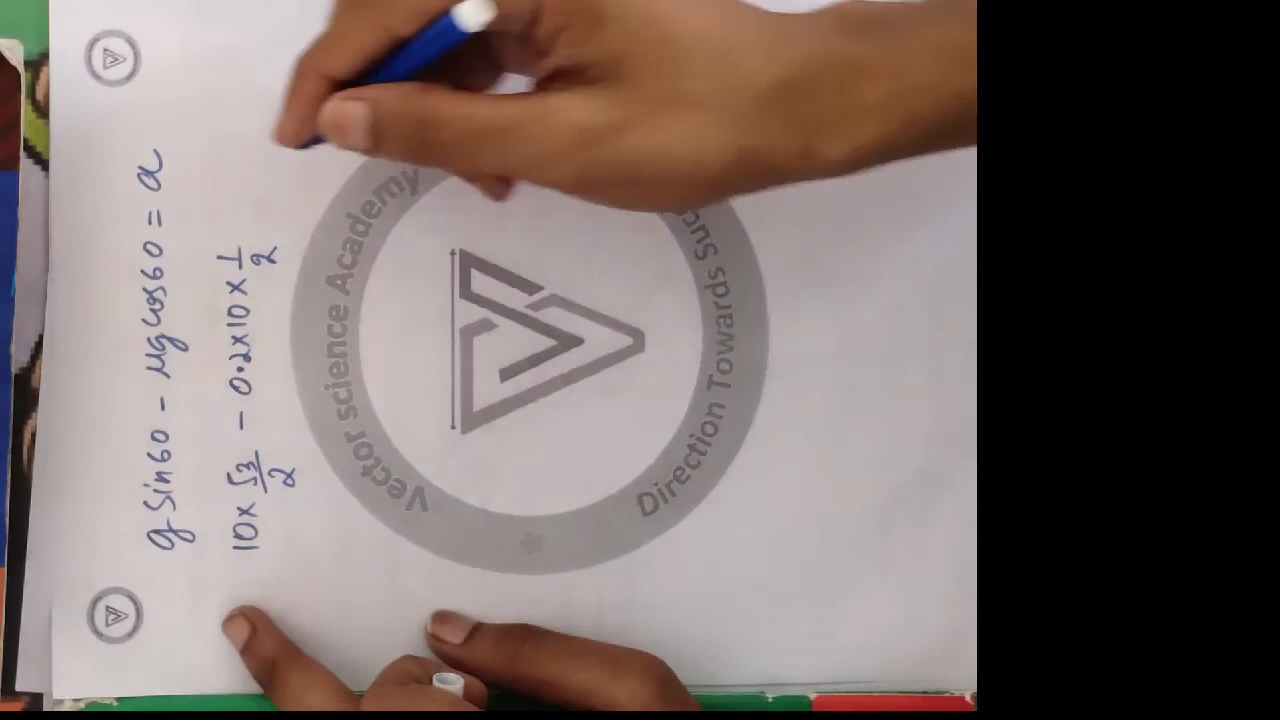 g sin60 - μg cos60 = a
10 × √3/2 - 0.2×10 × 1/2
Vector science Academy
Direction Towards Suc